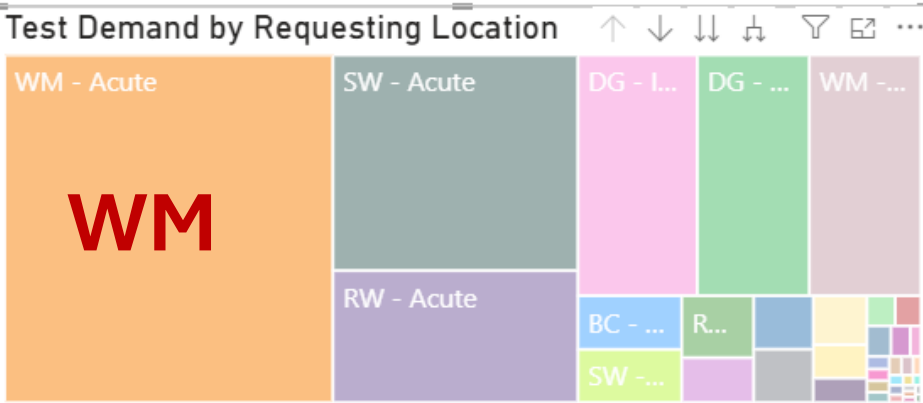 Test Demand by Requesting Location
WM - Acute
SW - Acute
DG - I...
DG - ...
WM -...
WM
RW - Acute
BC - ...
R...
SW -...